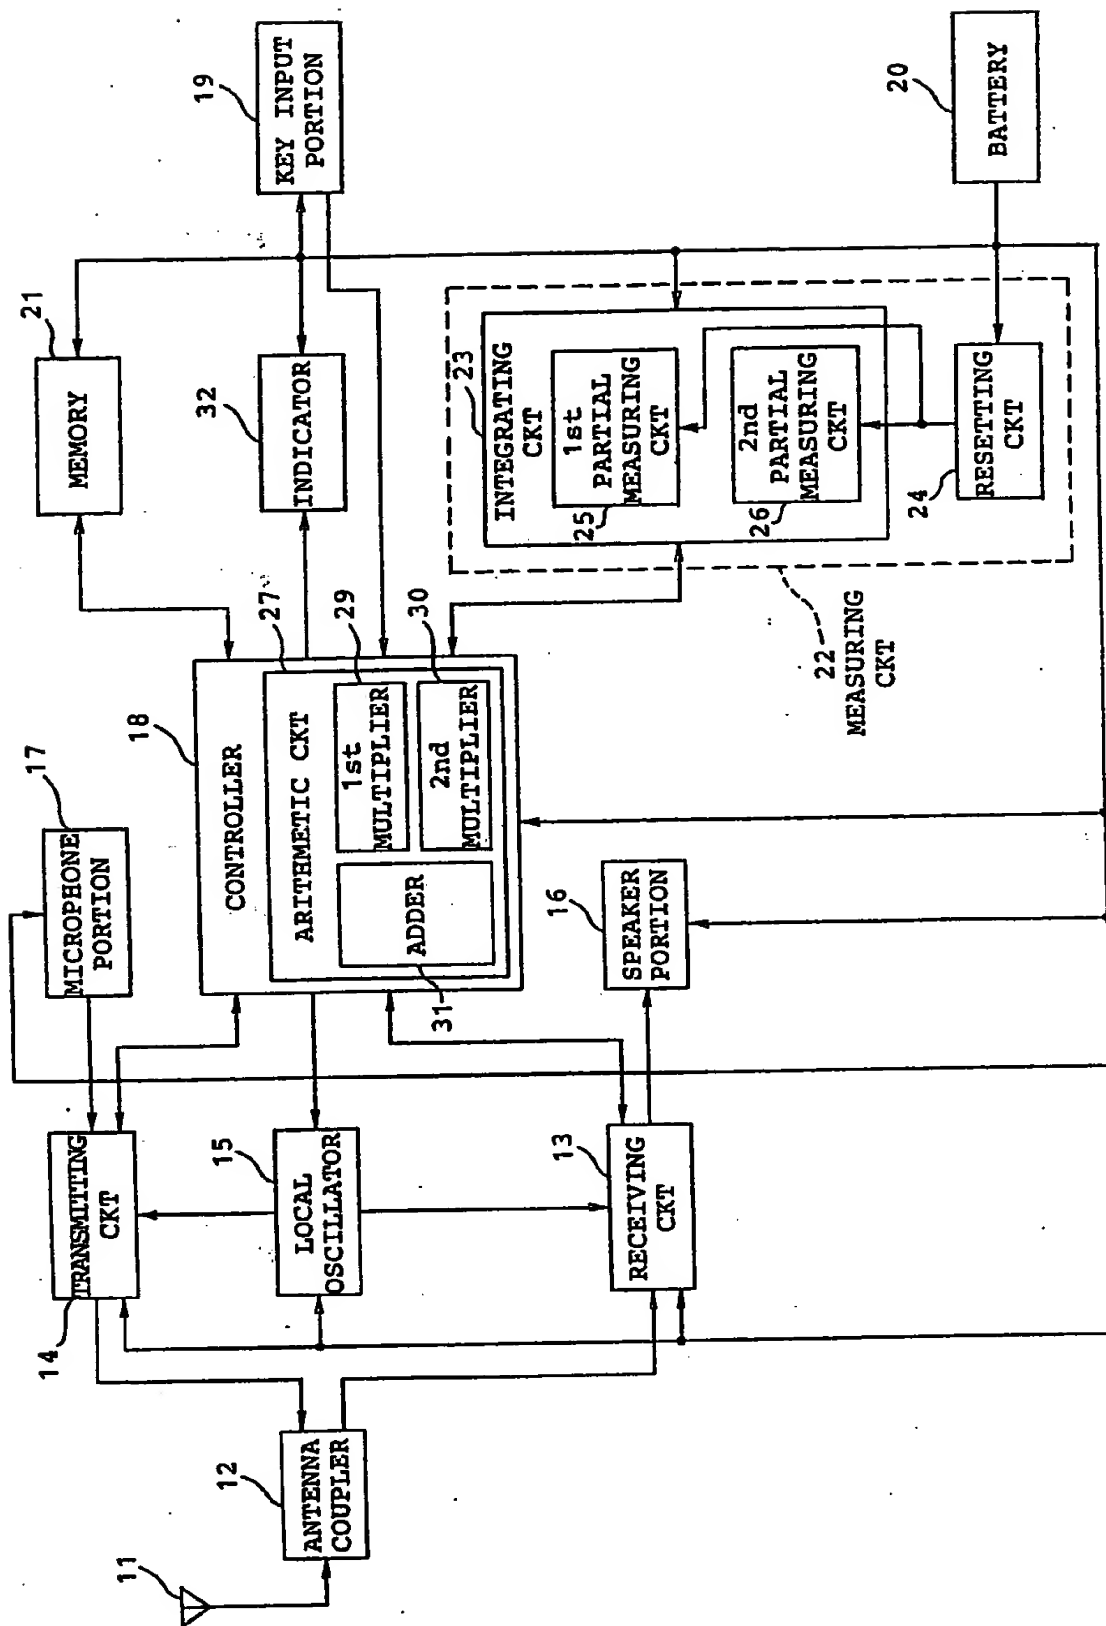 11
12
ANTENNA
COUPLER
14
TRANSMITTING
CKT
15
LOCAL
OSCILLATOR
13
RECEIVING
CKT
17
MICROPHONE
PORTION
16
SPEAKER
PORTION
18
CONTROLLER
27
ARITHMETIC CKT
31
ADDER
29
1st
MULTIPLIER
30
2nd
MULTIPLIER
21
MEMORY
32
INDICATOR
19
KEY INPUT
PORTION
22
MEASURING
CKT
23
INTEGRATING
CKT
25
1st
PARTIAL
MEASURING
CKT
26
2nd
PARTIAL
MEASURING
CKT
24
RESETTING
CKT
20
BATTERY